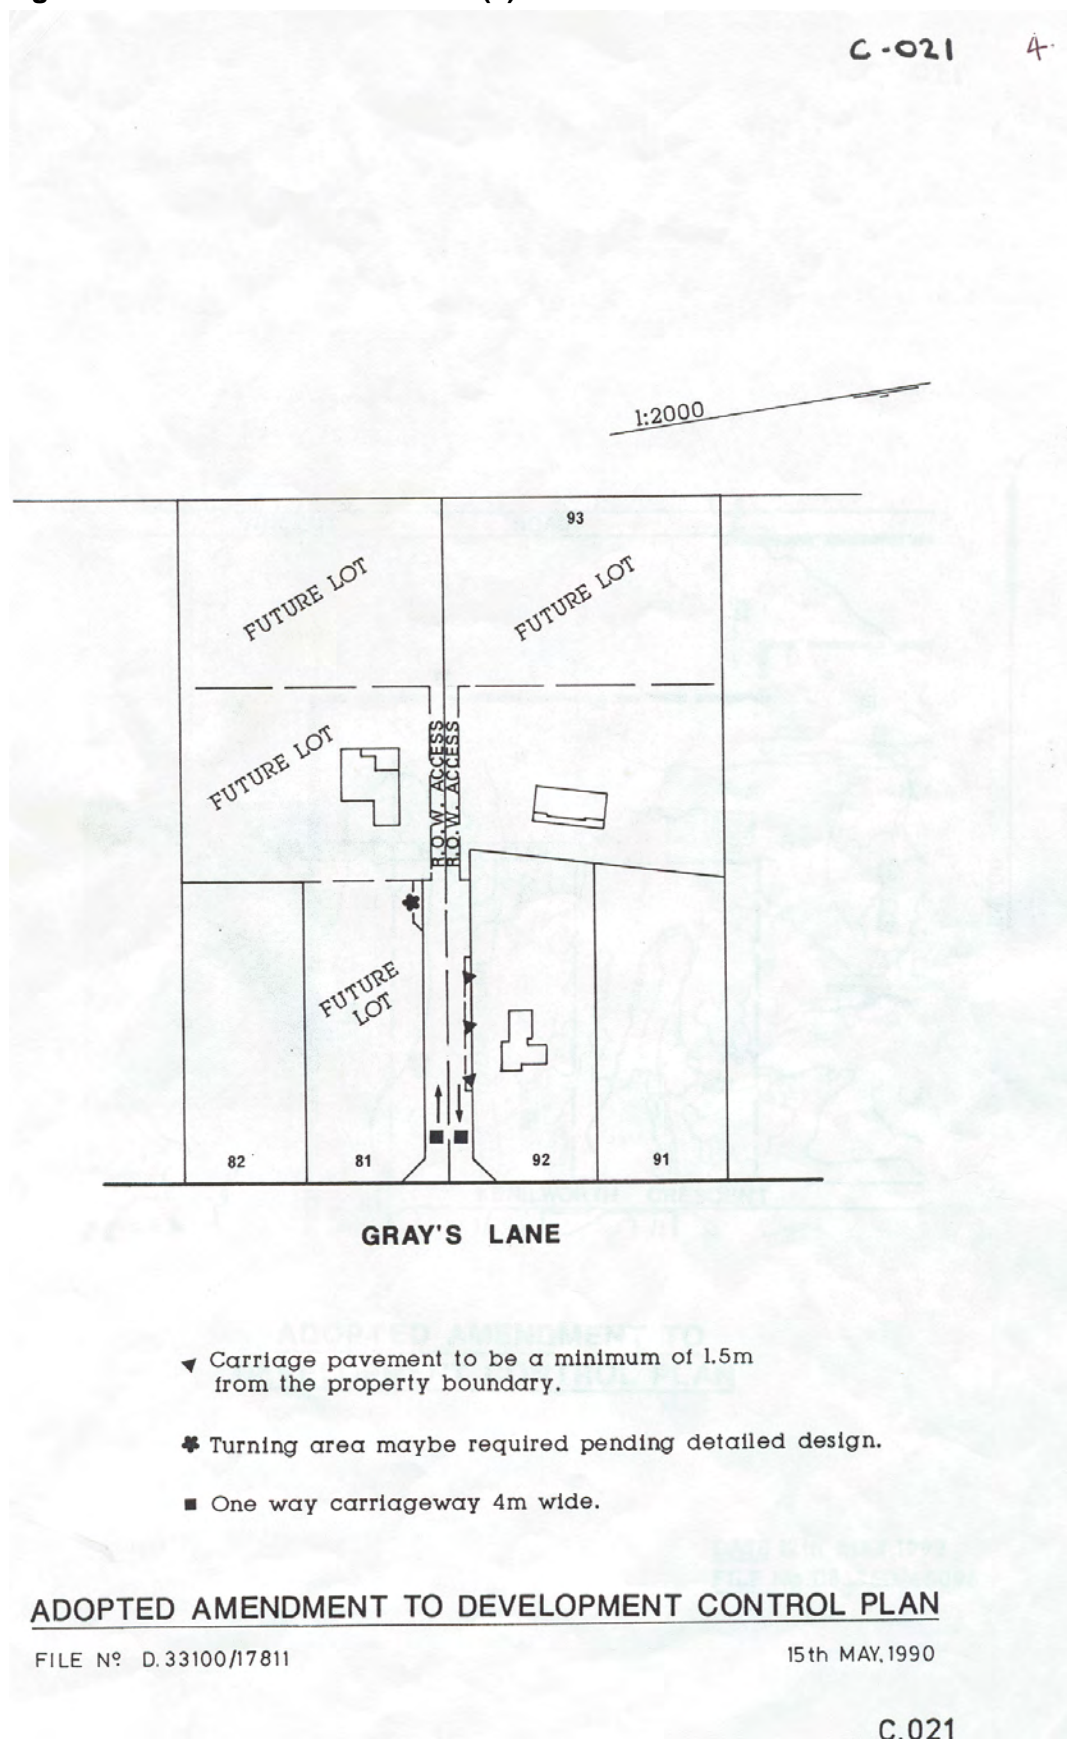 C-021 4.
1:2000
93
FUTURE LOT
FUTURE LOT
FUTURE LOT
R.O.W. ACCESS
R.O.W. ACCESS
FUTURE
LOT
82 81 92 91
GRAY'S LANE
Carriage pavement to be a minimum of 1.5m
from the property boundary.
Turning area maybe required pending detailed design.
One way carriageway 4m wide.
ADOPTED AMENDMENT TO DEVELOPMENT CONTROL PLAN
FILE Nº D.33100/17811 15th MAY, 1990
C.021